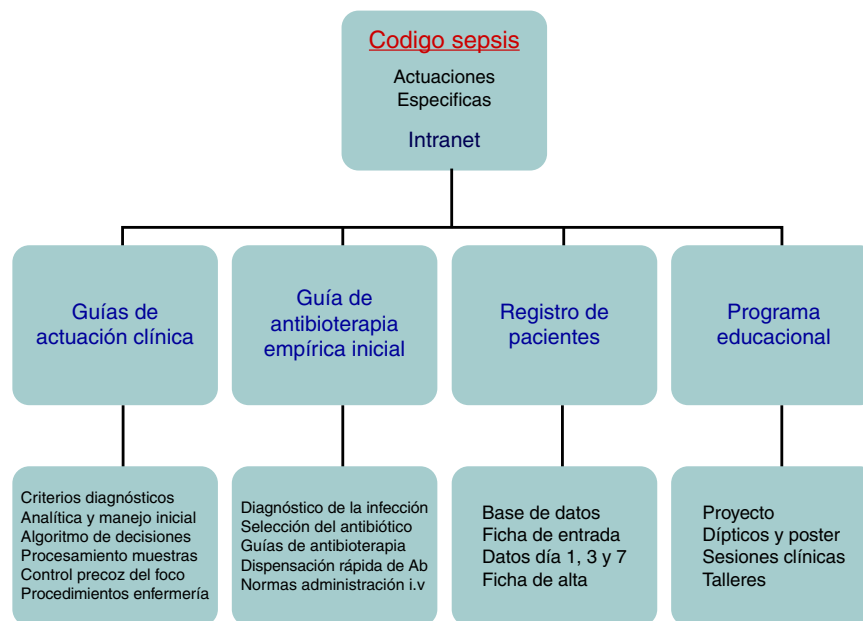 Codigo sepsis
Actuaciones
Especificas
Intranet
Guías de
actuación clínica
Guía de
antibioterapia
empírica inicial
Registro de
pacientes
Programa
educacional
Criterios diagnósticos
Analítica y manejo inicial
Algoritmo de decisiones
Procesamiento muestras
Control precoz del foco
Procedimientos enfermería
Diagnóstico de la infección
Selección del antibiótico
Guías de antibioterapia
Dispensación rápida de Ab
Normas administración i.v
Base de datos
Ficha de entrada
Datos día 1, 3 y 7
Ficha de alta
Proyecto
Dípticos y poster
Sesiones clínicas
Talleres